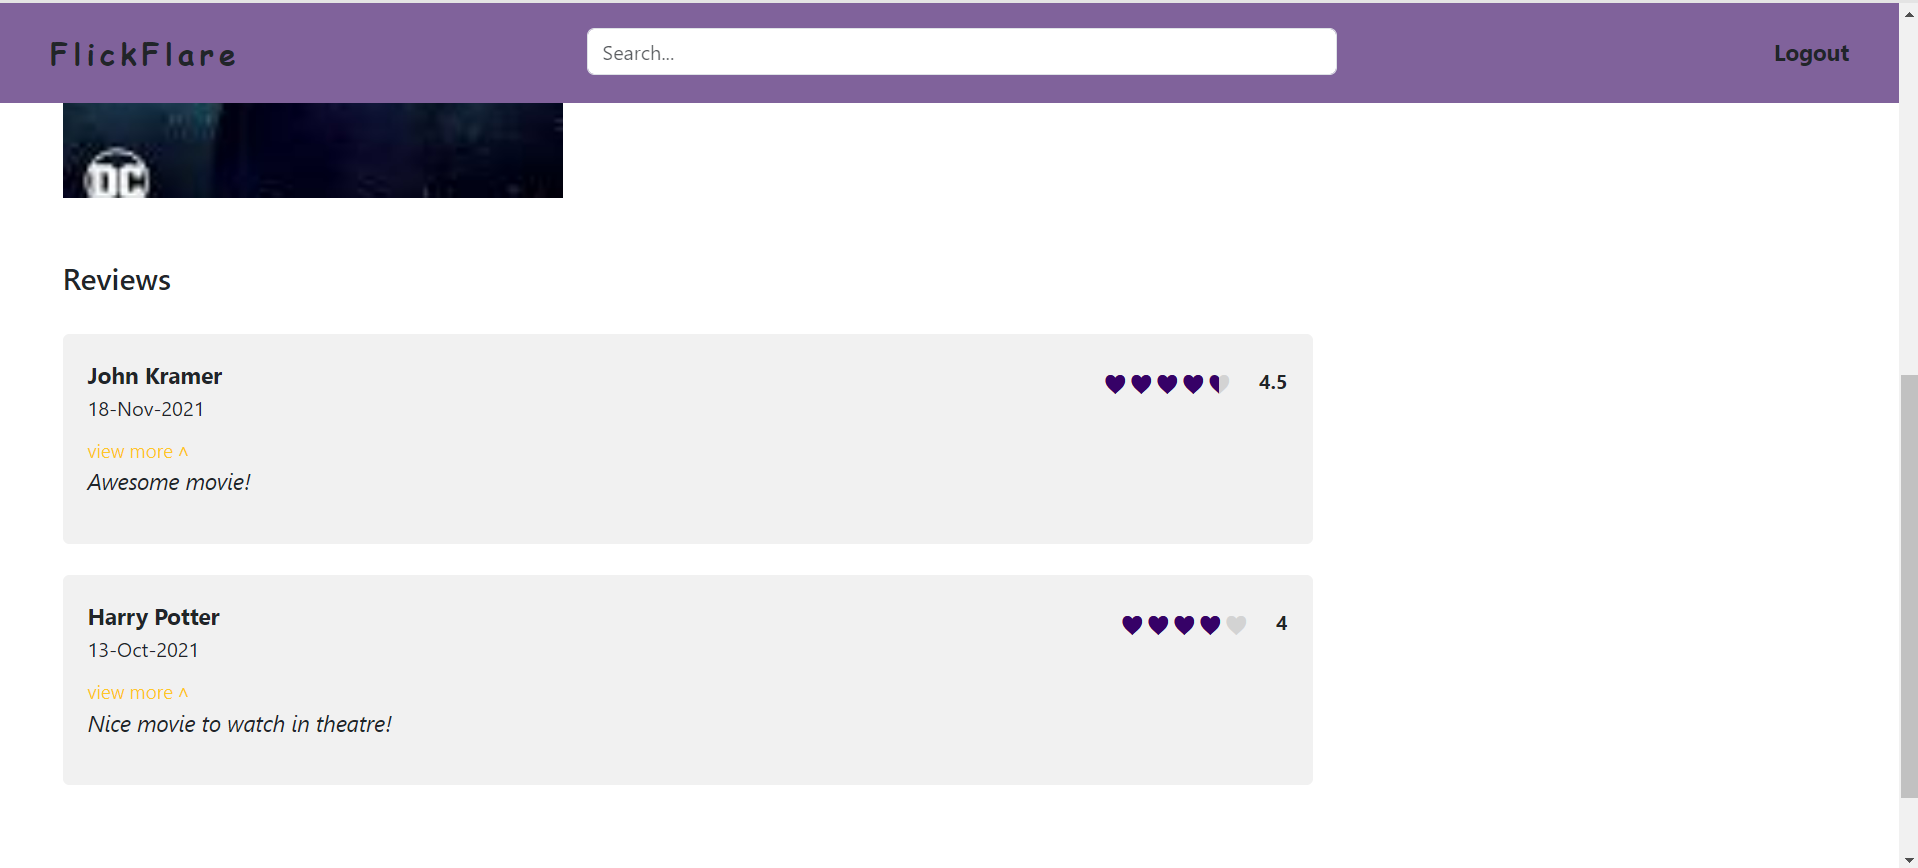 FlickFlare
Search...
Logout
DC
Reviews
John Kramer
4.5
18-Nov-2021
view more ^
Awesome movie!
Harry Potter
4
13-Oct-2021
view more ^
Nice movie to watch in theatre!